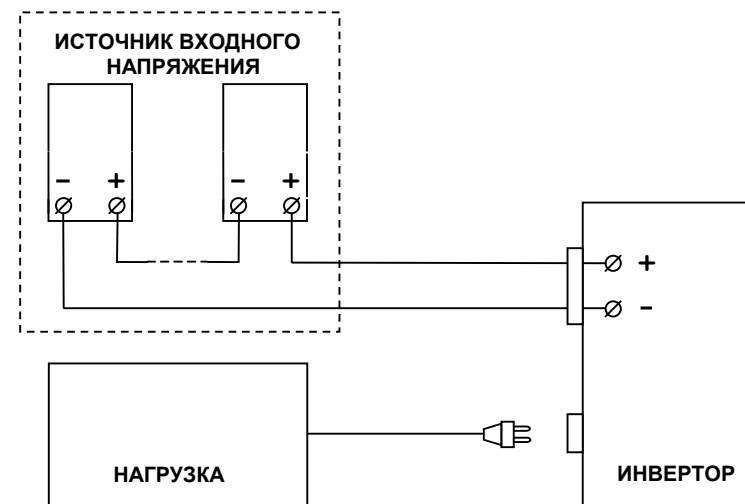 ИСТОЧНИК ВХОДНОГО
НАПРЯЖЕНИЯ
– + – +
+
-
НАГРУЗКА
ИНВЕРТОР